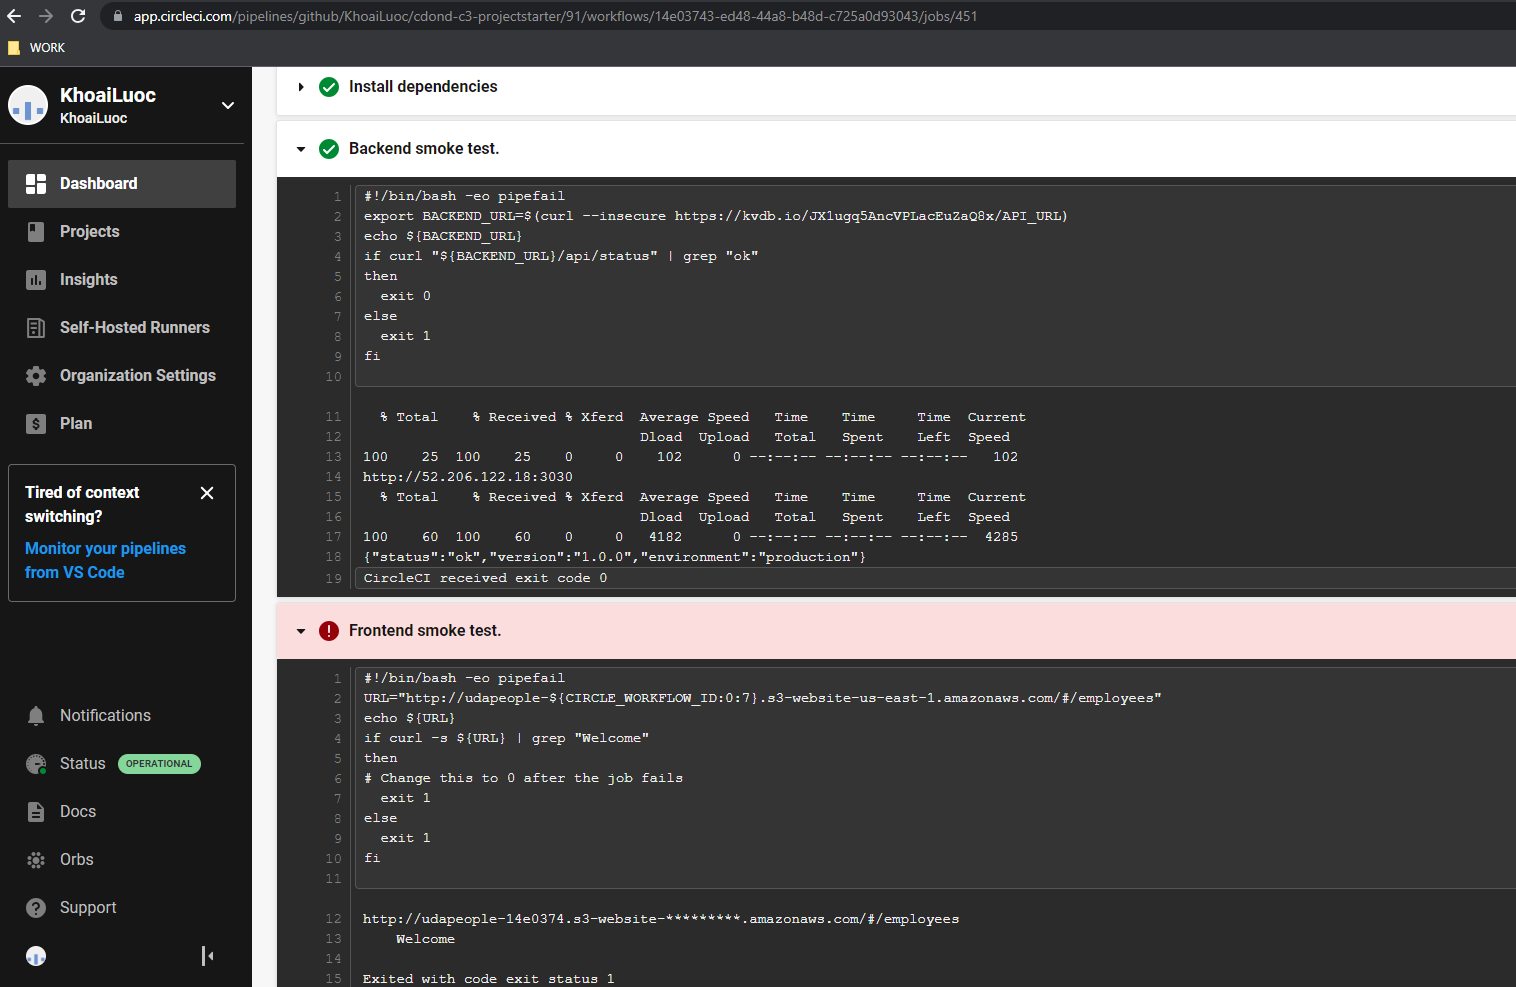 app.circleci.com/pipelines/github/KhoaiLuoc/cdond-c3-projectstarter/91/workflows/14e03743-ed48-44a8-b48d-c725a0d93043/jobs/451
WORK
KhoaiLuoc
KhoaiLuoc
Dashboard
Projects
Insights
Self-Hosted Runners
Organization Settings
Plan
Tired of context
switching?
Monitor your pipelines
from VS Code
Notifications
Status OPERATIONAL
Docs
Orbs
Support
Install dependencies
Backend smoke test.
1 #!/bin/bash -eo pipefail
2 export BACKEND_URL=$(curl --insecure https://kvdb.io/JX1ugq5AncVPLacEuZaQ8x/API_URL)
3 echo ${BACKEND_URL}
4 if curl "${BACKEND_URL}/api/status" | grep "ok"
5 then
6   exit 0
7 else
8   exit 1
9 fi
10
11   % Total    % Received % Xferd  Average Speed   Time    Time     Time  Current
12                                  Dload  Upload   Total   Spent    Left  Speed
13 100    25  100    25    0     0    102      0 --:--:-- --:--:-- --:--:--   102
14 http://52.206.122.18:3030
15   % Total    % Received % Xferd  Average Speed   Time    Time     Time  Current
16                                  Dload  Upload   Total   Spent    Left  Speed
17 100    60  100    60    0     0   4182      0 --:--:-- --:--:-- --:--:--  4285
18 {"status":"ok","version":"1.0.0","environment":"production"}
19 CircleCI received exit code 0
Frontend smoke test.
1 #!/bin/bash -eo pipefail
2 URL="http://udapeople-${CIRCLE_WORKFLOW_ID:0:7}.s3-website-us-east-1.amazonaws.com/#/employees"
3 echo ${URL}
4 if curl -s ${URL} | grep "Welcome"
5 then
6 # Change this to 0 after the job fails
7   exit 1
8 else
9   exit 1
10 fi
11
12 http://udapeople-14e0374.s3-website-*********.amazonaws.com/#/employees
13     Welcome
14
15 Exited with code exit status 1